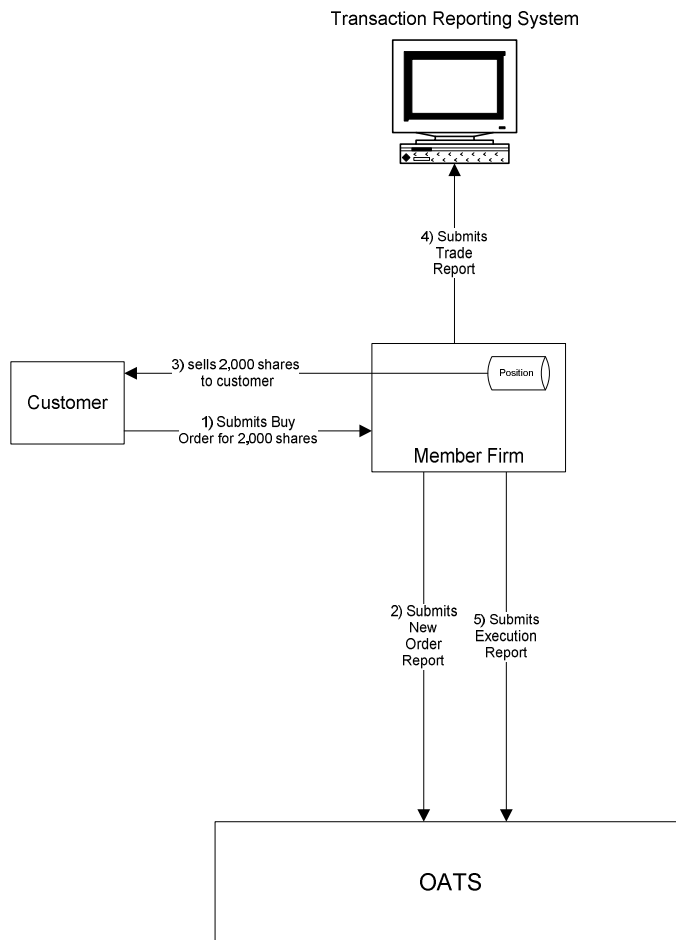 Transaction Reporting System
4) Submits
Trade
Report
3) sells 2,000 shares
to customer
Position
Customer
1) Submits Buy
Order for 2,000 shares
Member Firm
2) Submits
New
Order
Report
5) Submits
Execution
Report
OATS